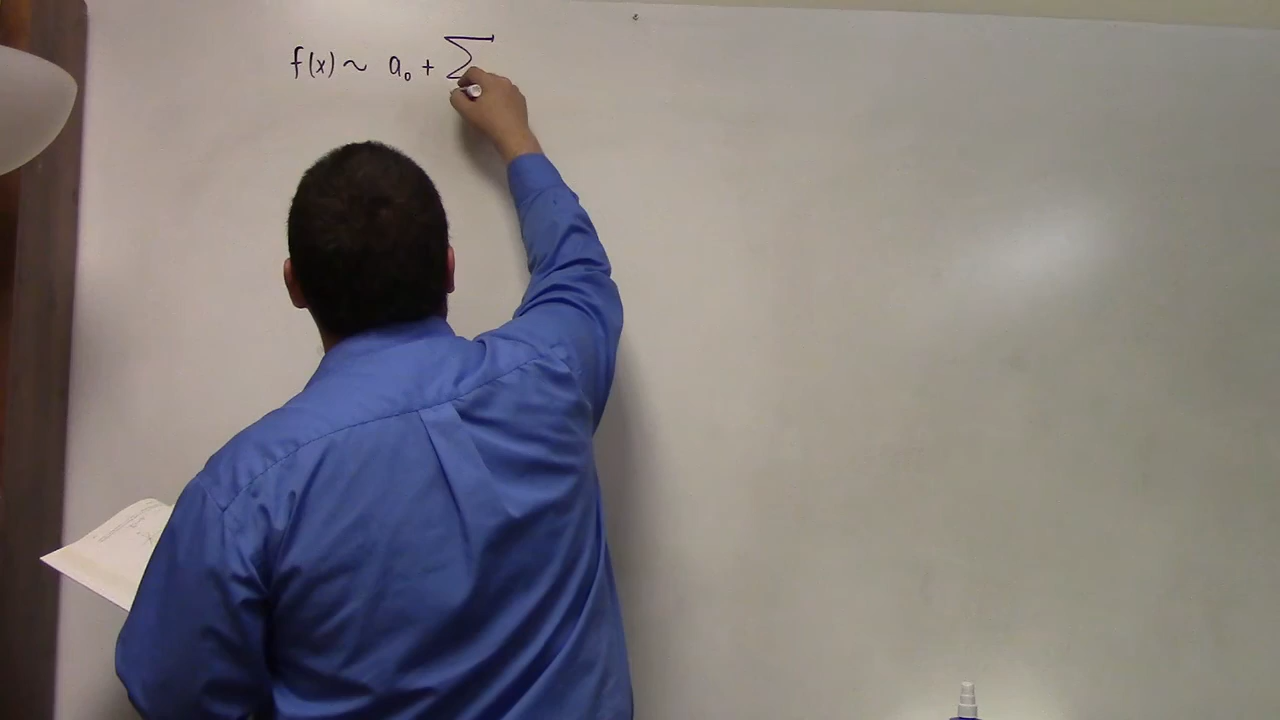 f(x) ~ a₀ + Σ